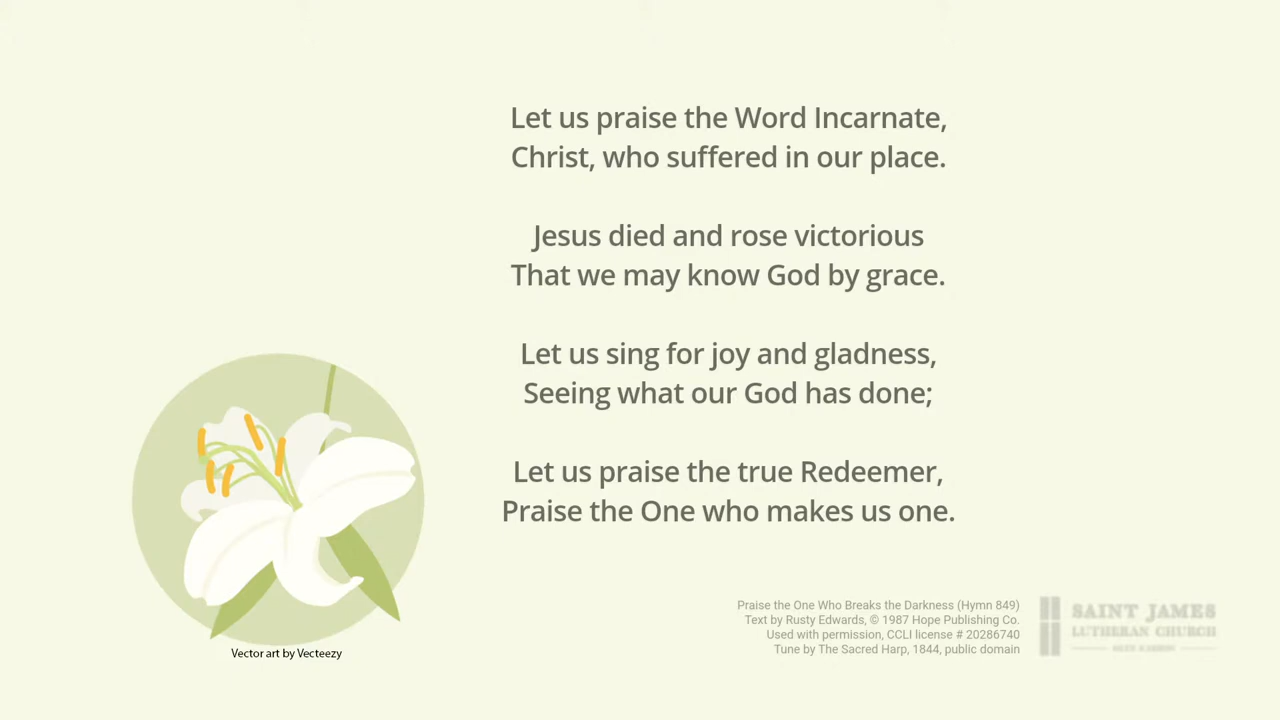 Let us praise the Word Incarnate,
Christ, who suffered in our place.
Jesus died and rose victorious
That we may know God by grace.
Let us sing for joy and gladness,
Seeing what our God has done;
Let us praise the true Redeemer,
Praise the One who makes us one.
Praise the One Who Breaks the Darkness (Hymn 849)
Text by Rusty Edwards, © 1987 Hope Publishing Co.
Used with permission, CCLI license # 20286740
Tune by The Sacred Harp, 1844, public domain
SAINT JAMES
LUTHERAN CHURCH
Vector art by Vecteezy